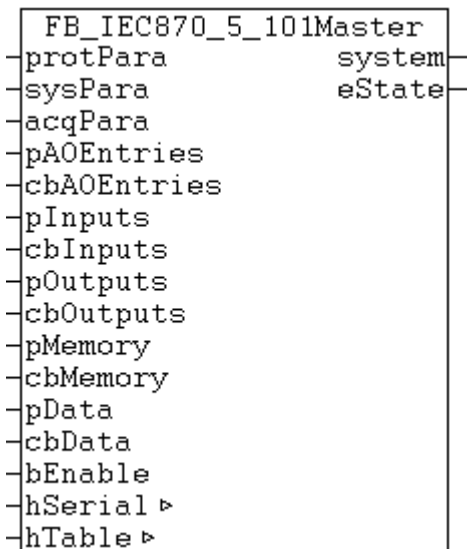 FB_IEC870_5_101Master
protPara system
sysPara eState
acqPara
pAOEntries
cbAOEntries
pInputs
cbInputs
pOutputs
cbOutputs
pMemory
cbMemory
pData
cbData
bEnable
hSerial ▹
hTable ▹